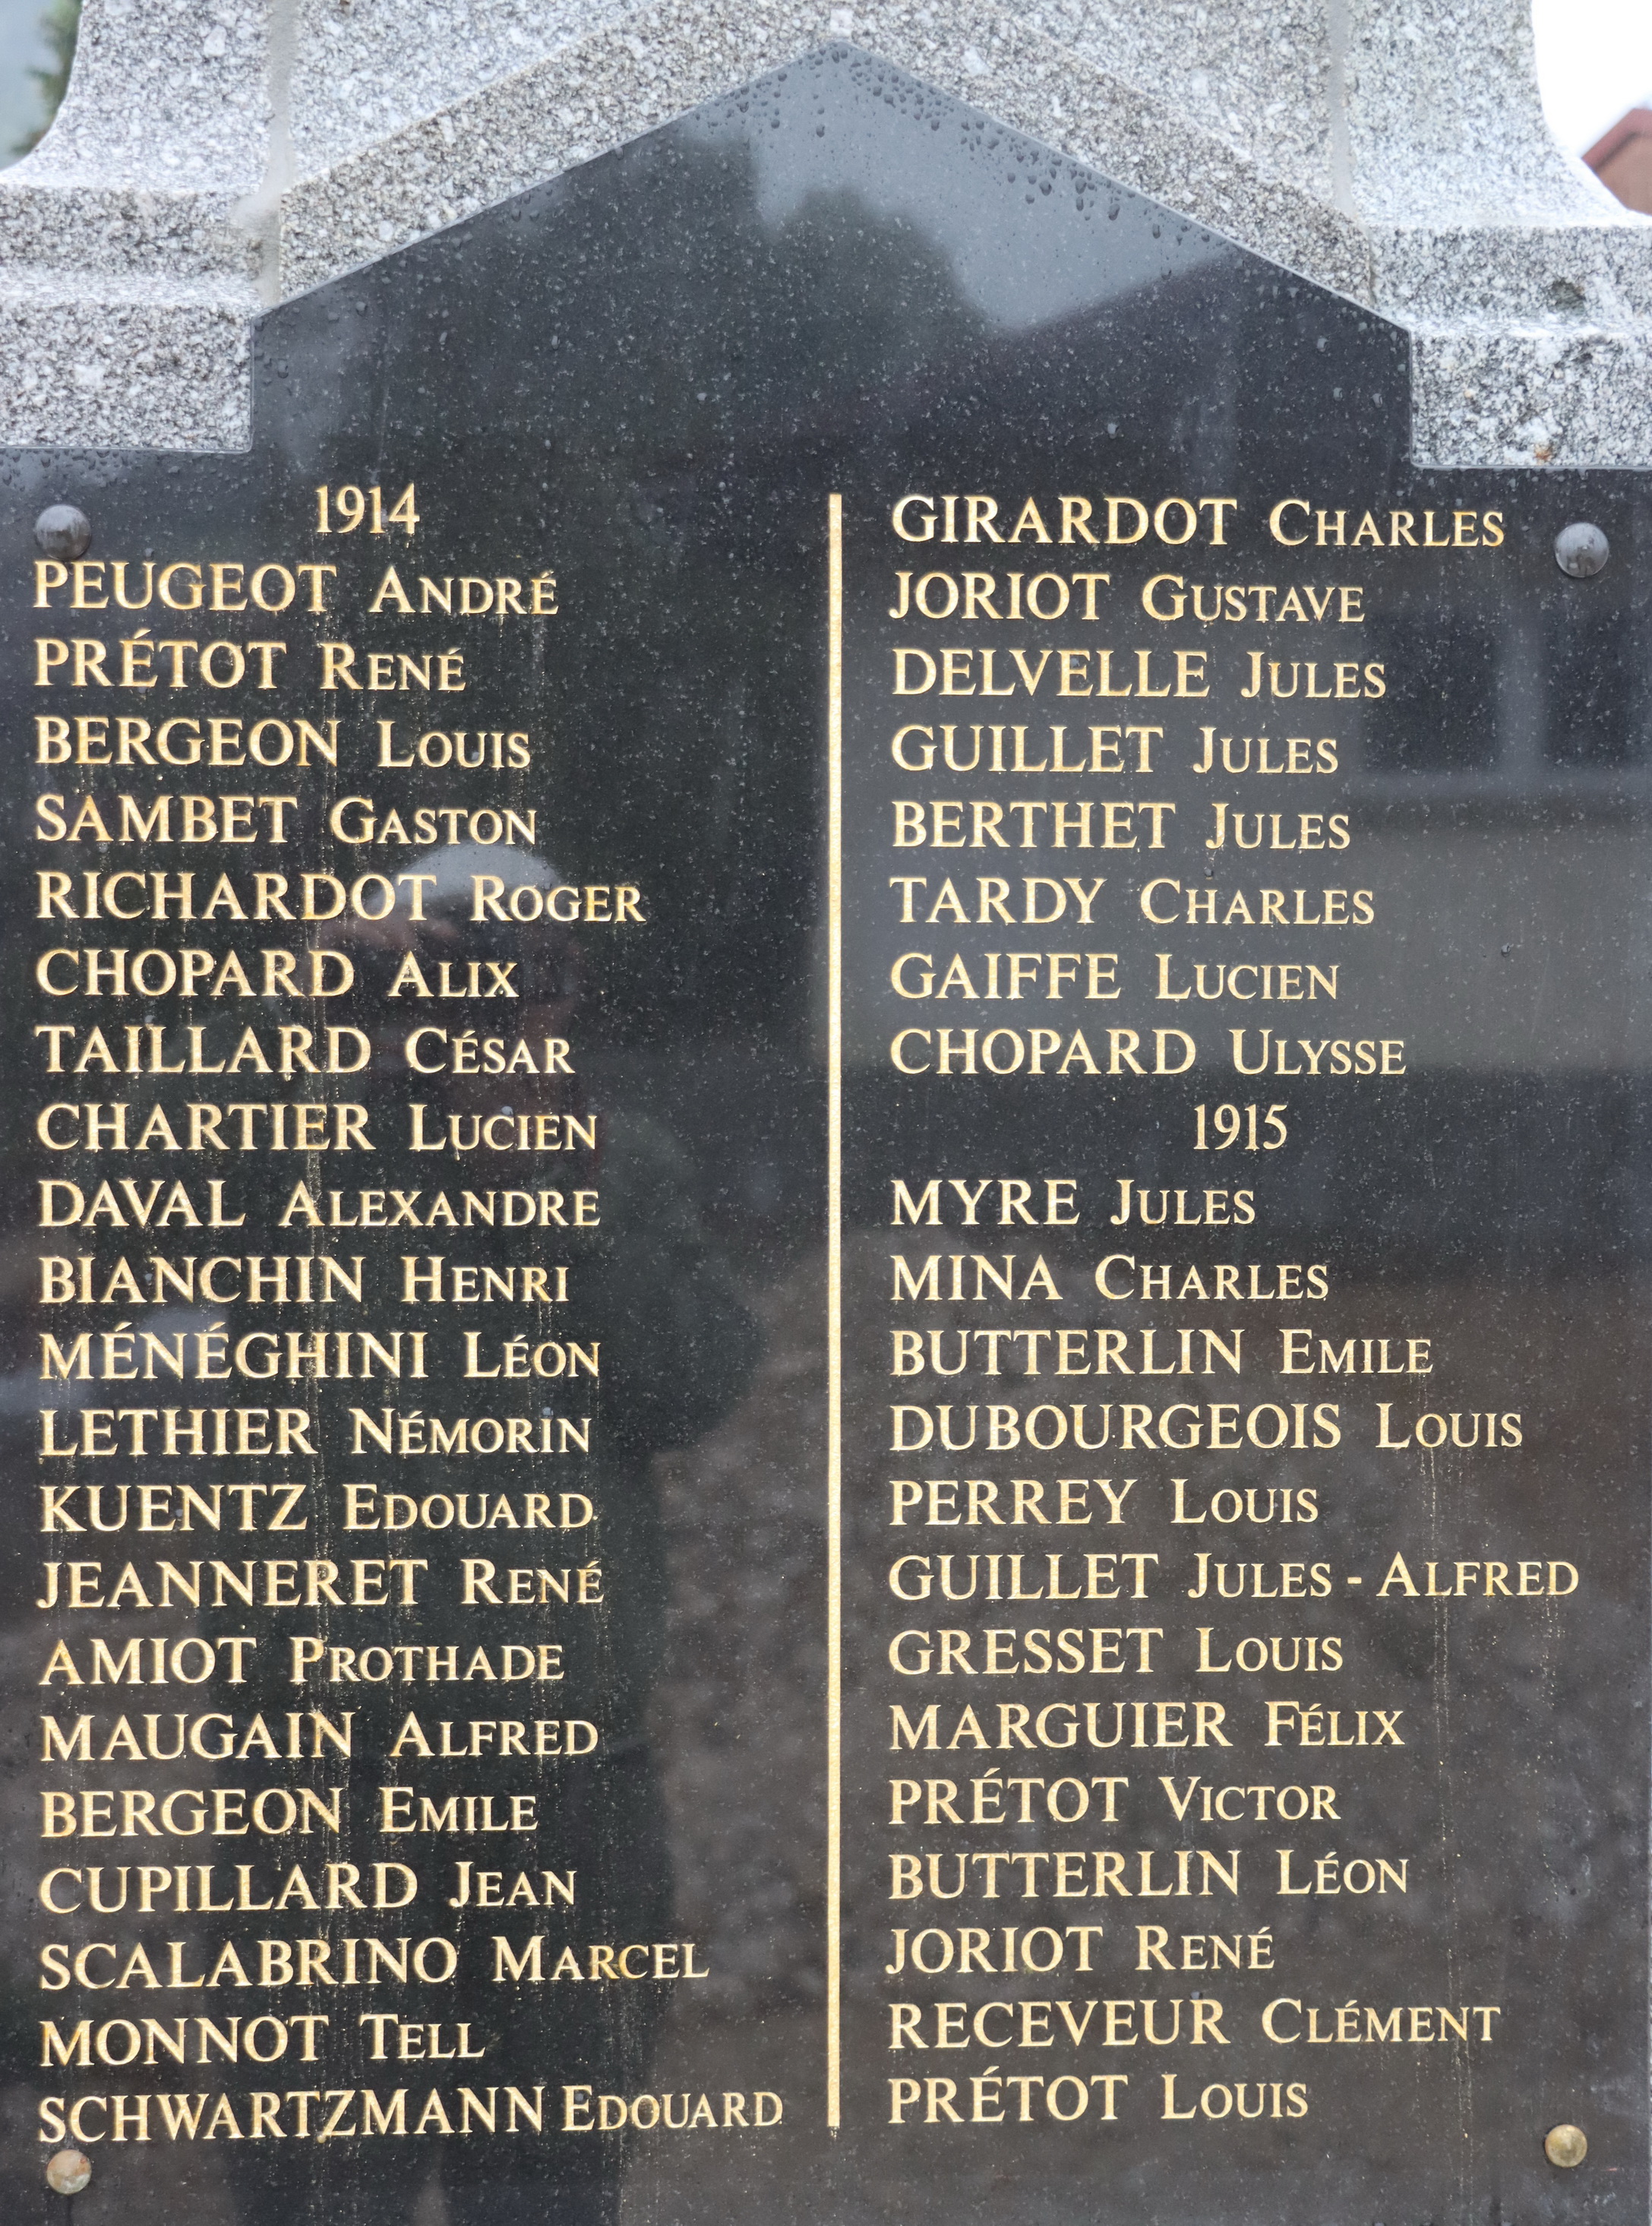 1914
PEUGEOT ANDRÉ
PRÉTOT RENÉ
BERGEON LOUIS
SAMBET GASTON
RICHARDOT ROGER
CHOPARD ALIX
TAILLARD CÉSAR
CHARTIER LUCIEN
DAVAL ALEXANDRE
BIANCHIN HENRI
MÉNÉGHINI LÉON
LETHIER NÉMORIN
KUENTZ EDOUARD
JEANNERET RENÉ
AMIOT PROTHADE
MAUGAIN ALFRED
BERGEON EMILE
CUPILLARD JEAN
SCALABRINO MARCEL
MONNOT TELL
SCHWARTZMANN EDOUARD
GIRARDOT CHARLES
JORIOT GUSTAVE
DELVELLE JULES
GUILLET JULES
BERTHET JULES
TARDY CHARLES
GAIFFE LUCIEN
CHOPARD ULYSSE
1915
MYRE JULES
MINA CHARLES
BUTTERLIN EMILE
DUBOURGEOIS LOUIS
PERREY LOUIS
GUILLET JULES - ALFRED
GRESSET LOUIS
MARGUIER FÉLIX
PRÉTOT VICTOR
BUTTERLIN LÉON
JORIOT RENÉ
RECEVEUR CLÉMENT
PRÉTOT LOUIS